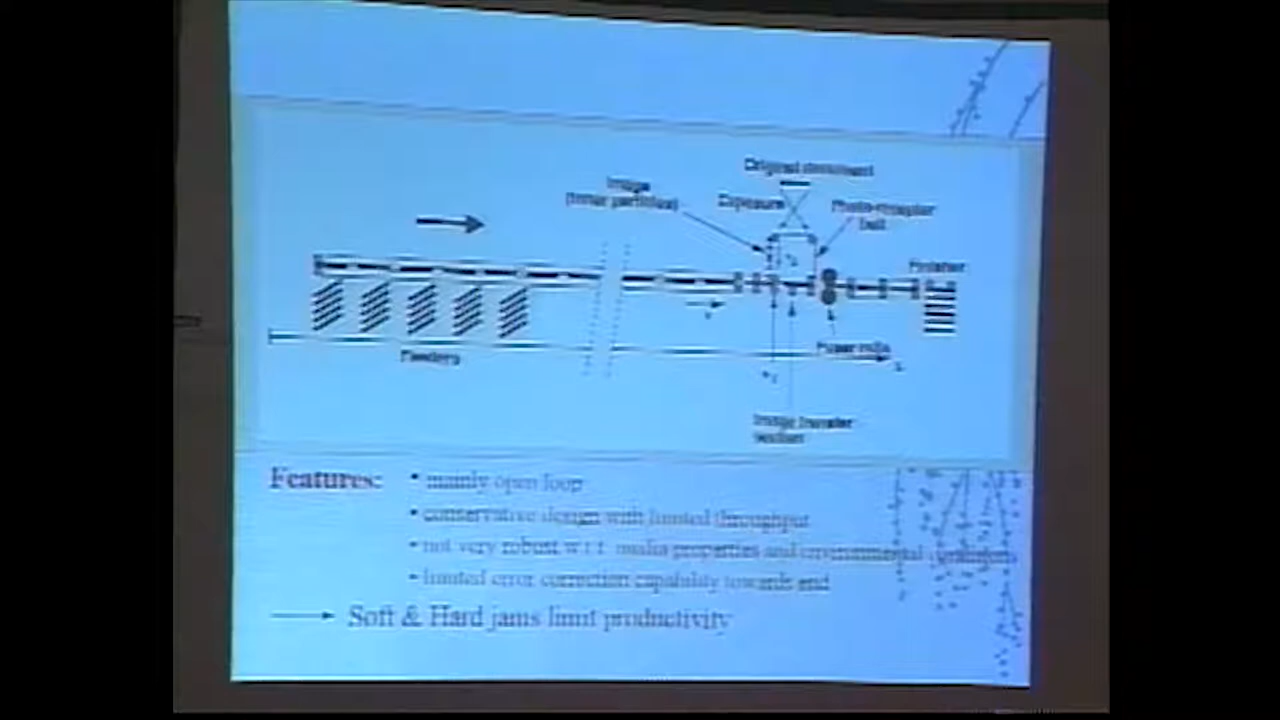 Original document
Image
(toner particles)
Exposure
Photo-receptor
belt
Finisher
Feeders
Fuser rolls
x
Image transfer
section
Features:
• mainly open loop
• conservative design with limited throughput
• not very robust w r t media properties and environmental conditions
• limited error correction capability towards end
Soft & Hard jams limit productivity